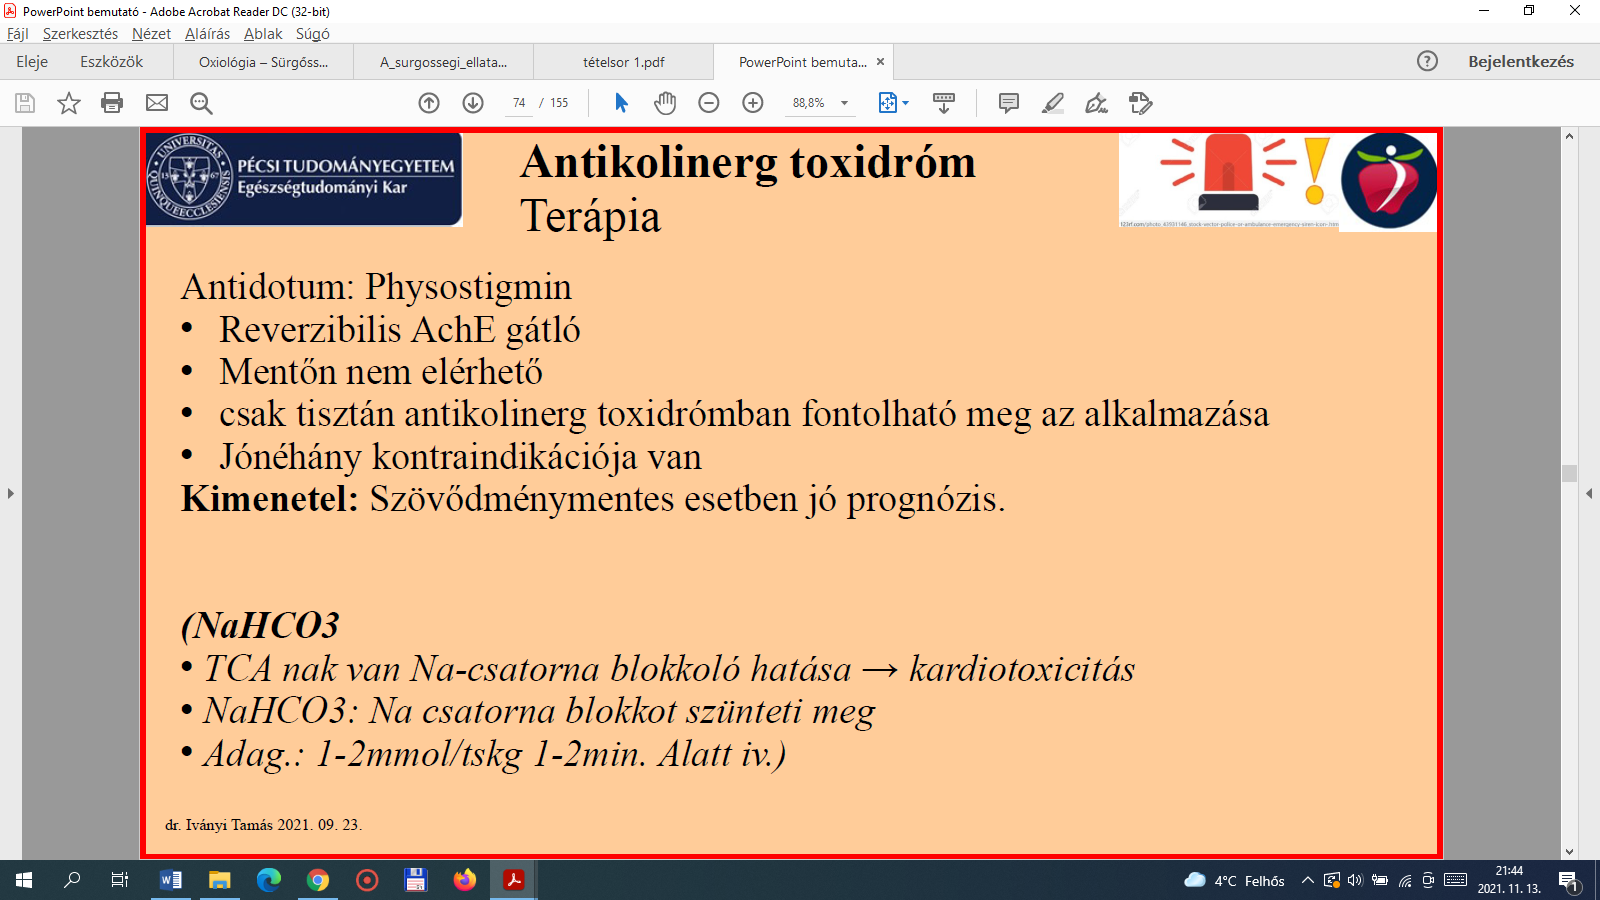 PowerPoint bemutató - Adobe Acrobat Reader DC (32-bit)
Fájl Szerkesztés Nézet Aláírás Ablak Súgó
Eleje Eszközök Oxiológia – Sürgőss... A_surgossegi_ellata... tételsor 1.pdf PowerPoint bemuta... × Bejelentkezés
74 / 155 88,8%
UNIVERSITAS QUINQUEECCLESIENSIS 1367
PÉCSI TUDOMÁNYEGYETEM
Egészségtudományi Kar
Antikolinerg toxidróm
Terápia
Antidotum: Physostigmin
• Reverzibilis AchE gátló
• Mentőn nem elérhető
• csak tisztán antikolinerg toxidrómban fontolható meg az alkalmazása
• Jónéhány kontraindikációja van
Kimenetel: Szövődménymentes esetben jó prognózis.
(NaHCO3
• TCA nak van Na-csatorna blokkoló hatása → kardiotoxicitás
• NaHCO3: Na csatorna blokkot szünteti meg
• Adag.: 1-2mmol/tskg 1-2min. Alatt iv.)
dr. Iványi Tamás 2021. 09. 23.
4°C Felhős
21:44
2021. 11. 13.
1